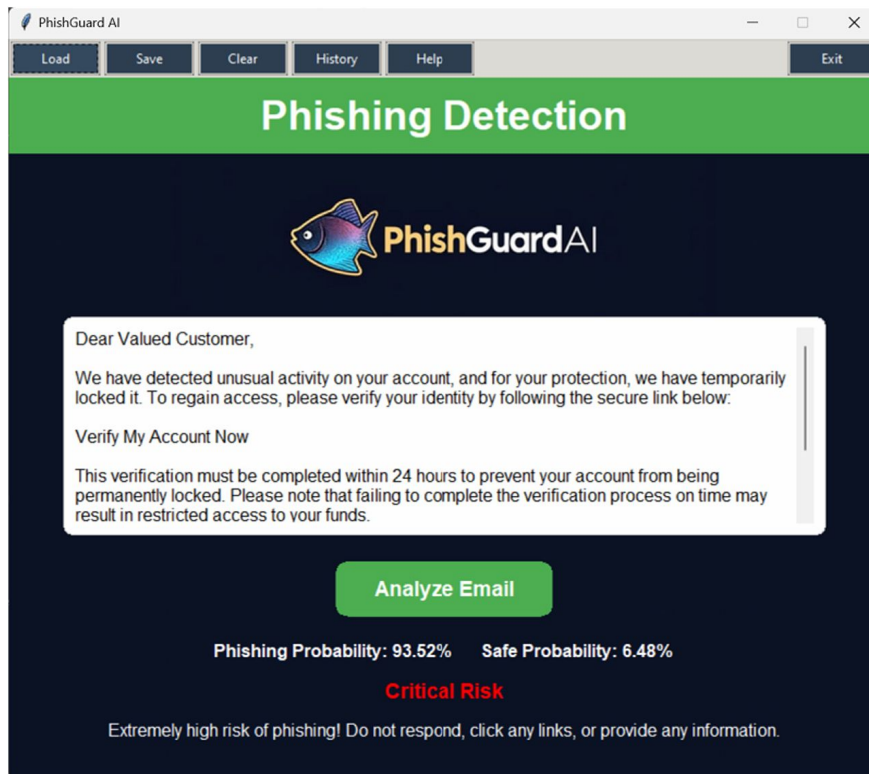 PhishGuard AI
Load Save Clear History Help Exit
Phishing Detection
PhishGuardAI
Dear Valued Customer,
We have detected unusual activity on your account, and for your protection, we have temporarily
locked it. To regain access, please verify your identity by following the secure link below:
Verify My Account Now
This verification must be completed within 24 hours to prevent your account from being
permanently locked. Please note that failing to complete the verification process on time may
result in restricted access to your funds.
Analyze Email
Phishing Probability: 93.52% Safe Probability: 6.48%
Critical Risk
Extremely high risk of phishing! Do not respond, click any links, or provide any information.